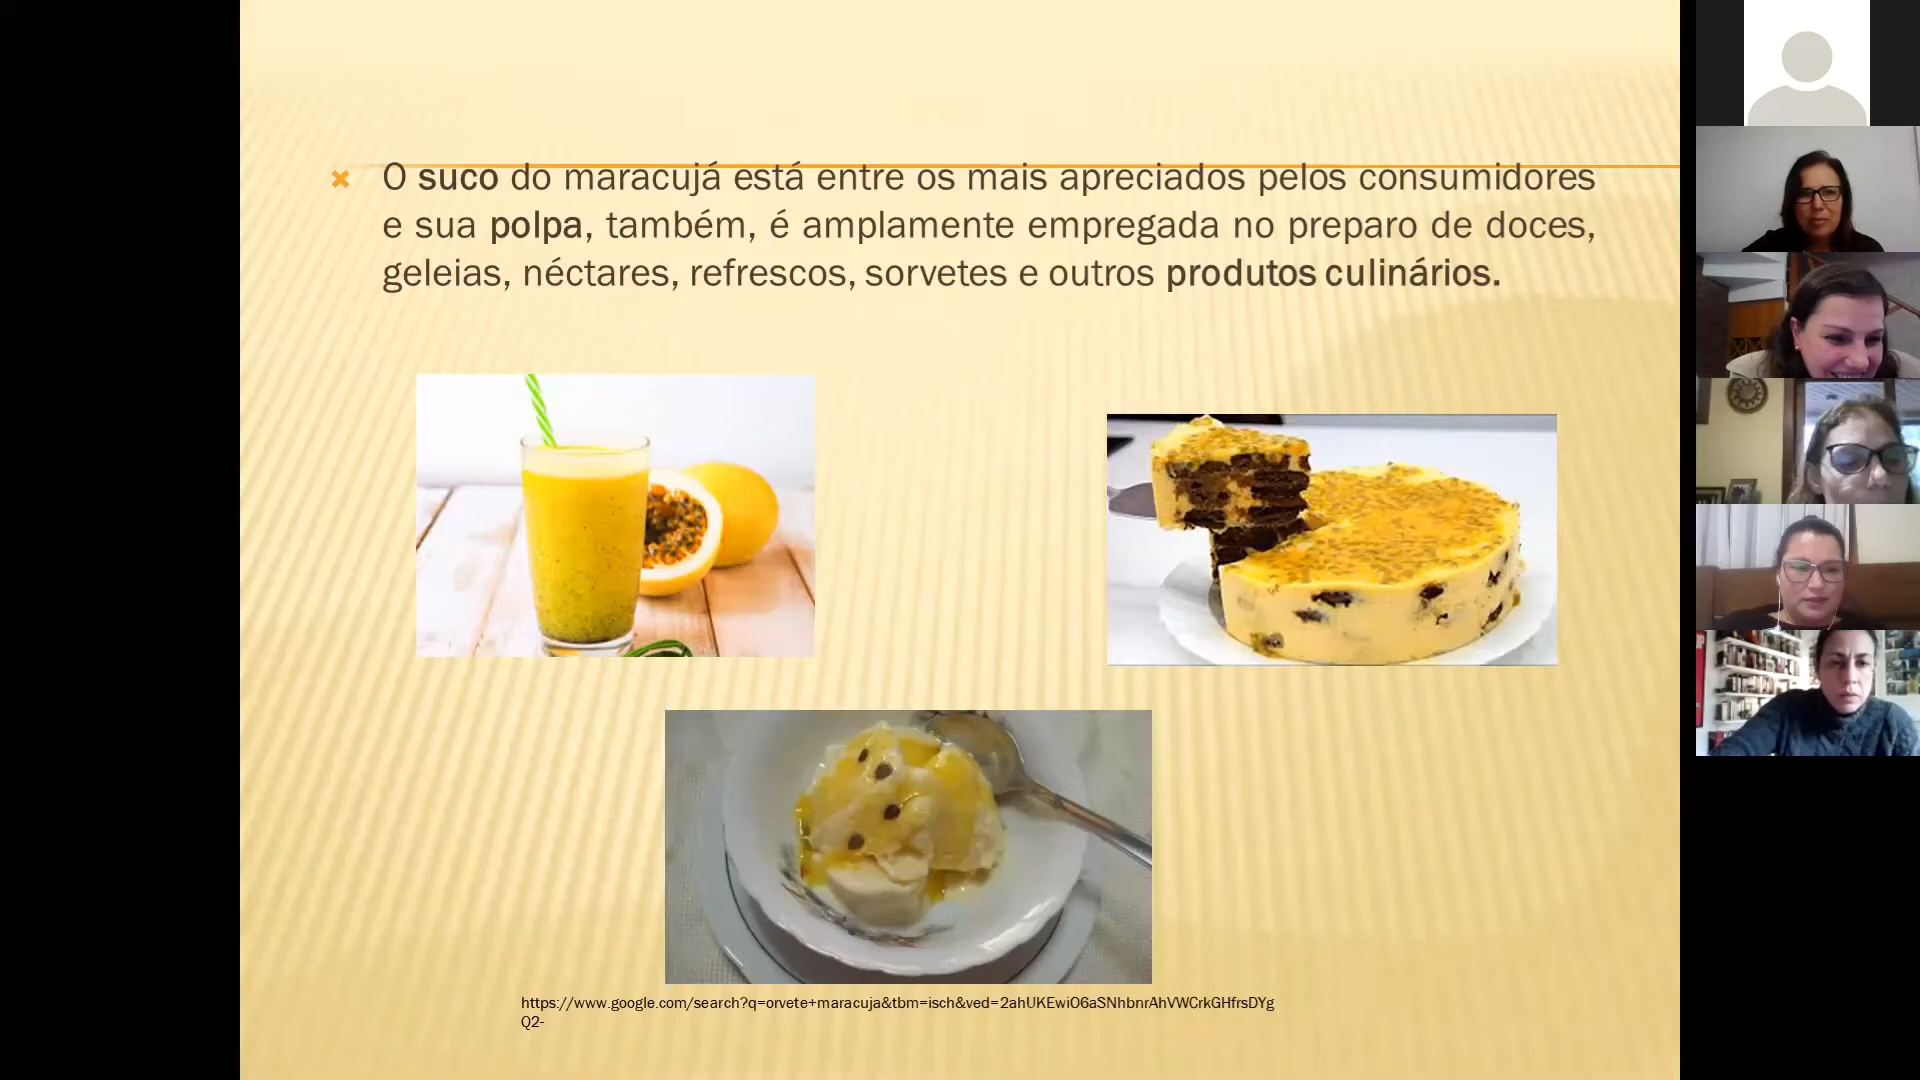 O suco do maracujá está entre os mais apreciados pelos consumidores
e sua polpa, também, é amplamente empregada no preparo de doces,
geleias, néctares, refrescos, sorvetes e outros produtos culinários.
https://www.google.com/search?q=orvete+maracuja&tbm=isch&ved=2ahUKEwiO6aSNhbnrAhVWCrkGHfrsDYg
Q2-